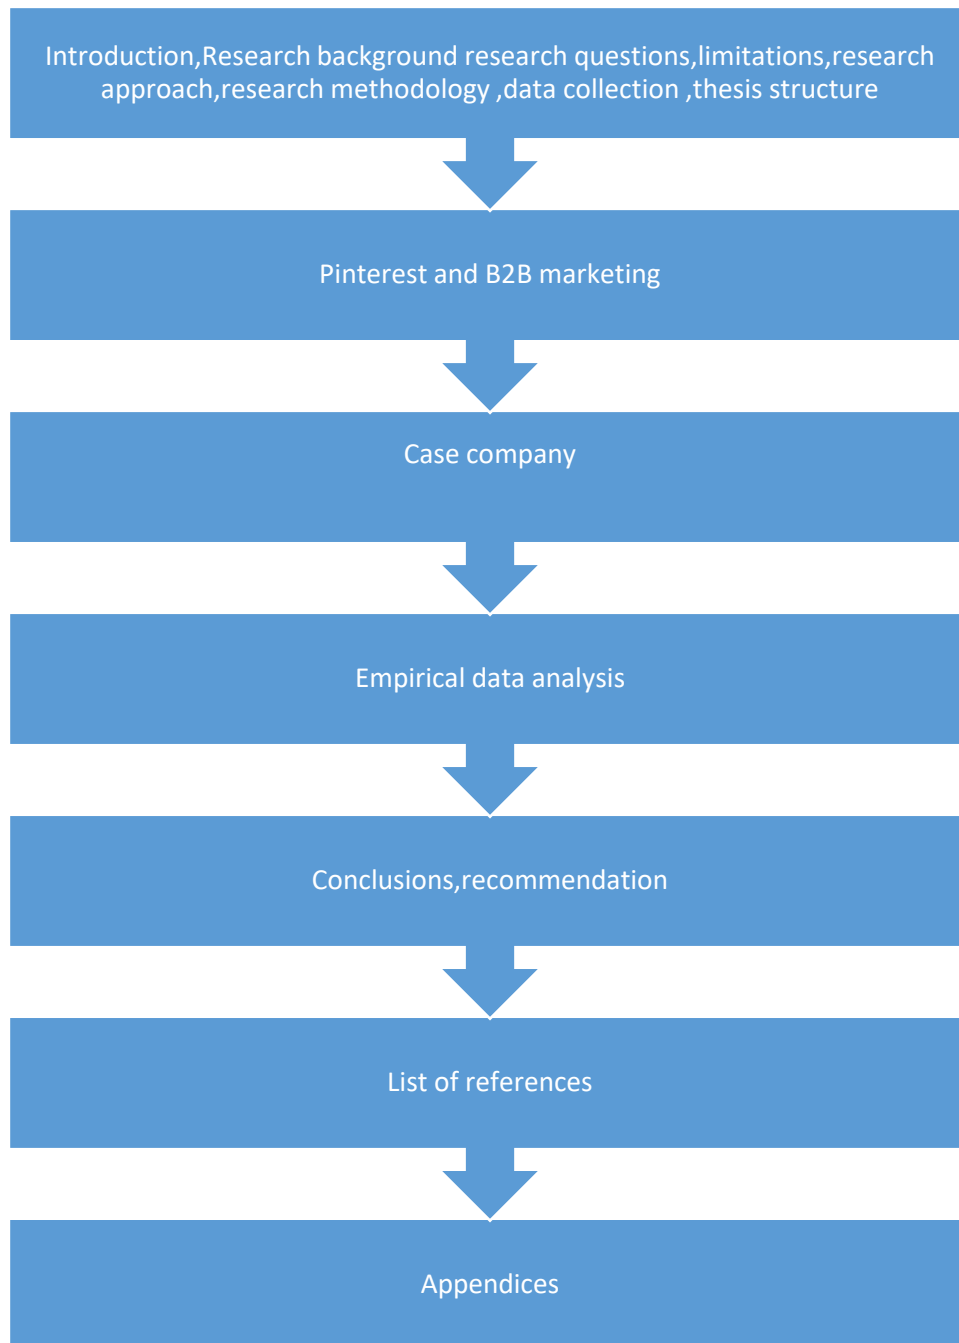 Introduction,Research background research questions,limitations,research
approach,research methodology ,data collection ,thesis structure
Pinterest and B2B marketing
Case company
Empirical data analysis
Conclusions,recommendation
List of references
Appendices